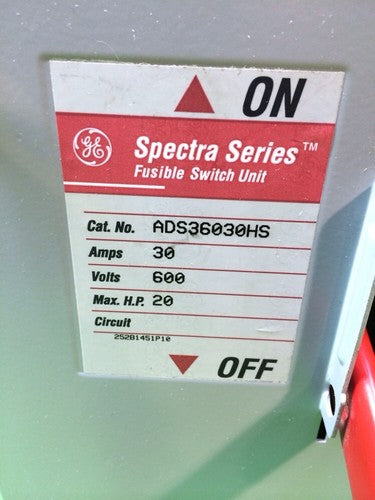 ON
GE
Spectra Series™
Fusible Switch Unit
Cat. No. ADS36030HS
Amps 30
Volts 600
Max. H.P. 20
Circuit
252B1451P10
OFF